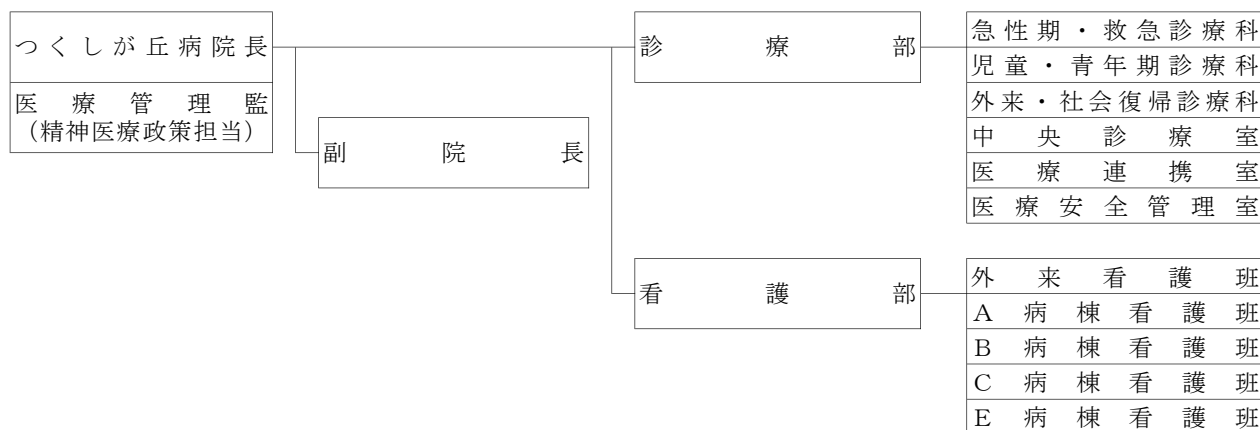 つくしが丘病院長
医療管理監
（精神医療政策担当）
副院長
診療部
急性期・救急診療科
児童・青年期診療科
外来・社会復帰診療科
中央診療室
医療連携室
医療安全管理室
看護部
外来看護班
A病棟看護班
B病棟看護班
C病棟看護班
E病棟看護班